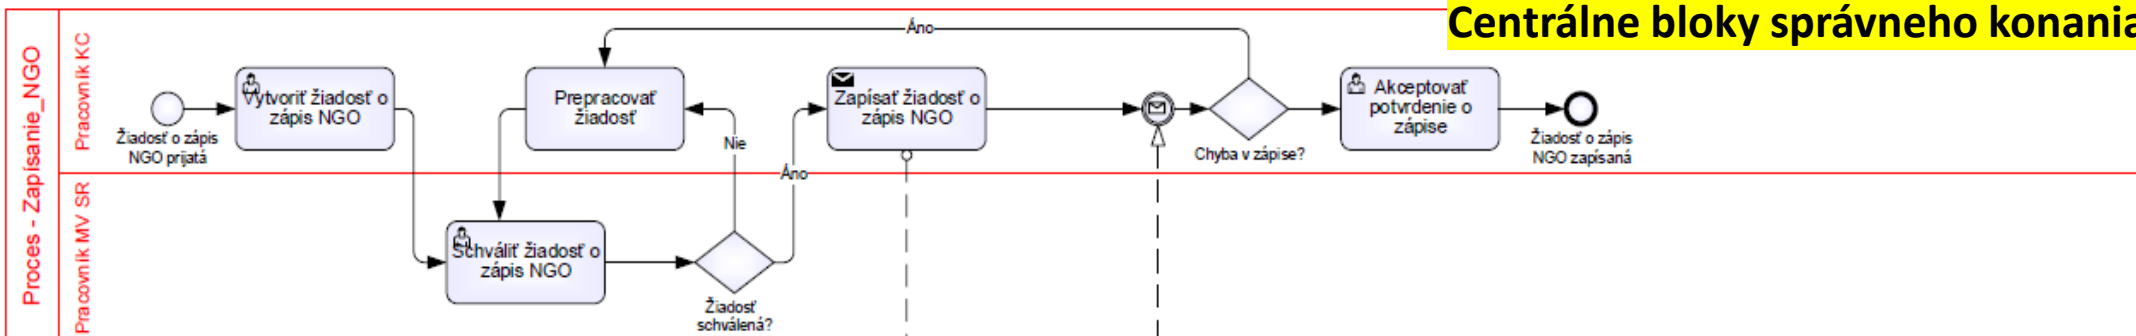 Centrálne bloky správneho konania
Proces - Zapísanie_NGO
Pracovník KC
Žiadosť o zápis
NGO prijatá
Vytvoriť žiadosť o
zápis NGO
Prepracovať
žiadosť
Nie
Áno
Áno
Zapísať žiadosť o
zápis NGO
Chyba v zápise?
Akceptovať
potvrdenie o
zápise
Žiadosť o zápis
NGO zapísaná
Pracovník MV SR
Schváliť žiadosť o
zápis NGO
Žiadosť
schválená?